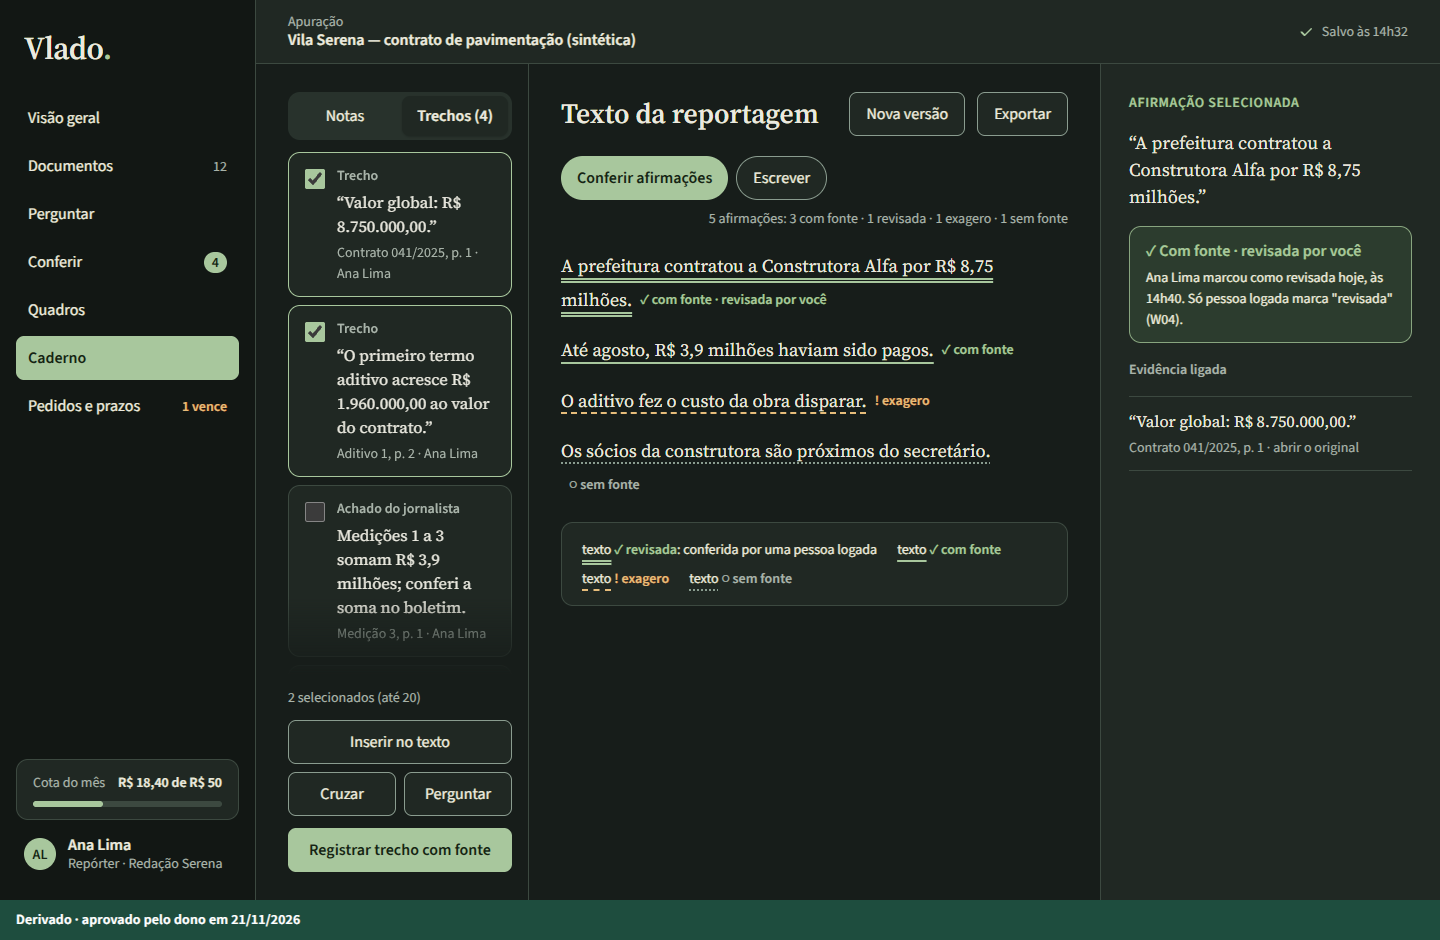 Vlado.
Visão geral
Documentos 12
Perguntar
Conferir 4
Quadros
Caderno
Pedidos e prazos 1 vence
Cota do mês R$ 18,40 de R$ 50
AL
Ana Lima
Repórter · Redação Serena
Apuração
Vila Serena — contrato de pavimentação (sintética)
✓ Salvo às 14h32
Notas Trechos (4)
Trecho
“Valor global: R$
8.750.000,00.”
Contrato 041/2025, p. 1 ·
Ana Lima
Trecho
“O primeiro termo
aditivo acresce R$
1.960.000,00 ao valor
do contrato.”
Aditivo 1, p. 2 · Ana Lima
Achado do jornalista
Medições 1 a 3
somam R$ 3,9
milhões; conferi a
soma no boletim.
Medição 3, p. 1 · Ana Lima
2 selecionados (até 20)
Inserir no texto
Cruzar Perguntar
Registrar trecho com fonte
Texto da reportagem
Nova versão Exportar
Conferir afirmações Escrever
5 afirmações: 3 com fonte · 1 revisada · 1 exagero · 1 sem fonte
A prefeitura contratou a Construtora Alfa por R$ 8,75
milhões. ✓ com fonte · revisada por você
Até agosto, R$ 3,9 milhões haviam sido pagos. ✓ com fonte
O aditivo fez o custo da obra disparar. ! exagero
Os sócios da construtora são próximos do secretário.
○ sem fonte
texto ✓ revisada: conferida por uma pessoa logada texto ✓ com fonte
texto ! exagero texto ○ sem fonte
AFIRMAÇÃO SELECIONADA
“A prefeitura contratou a
Construtora Alfa por R$ 8,75
milhões.”
✓ Com fonte · revisada por você
Ana Lima marcou como revisada hoje, às
14h40. Só pessoa logada marca "revisada"
(W04).
Evidência ligada
“Valor global: R$ 8.750.000,00.”
Contrato 041/2025, p. 1 · abrir o original
Derivado · aprovado pelo dono em 21/11/2026